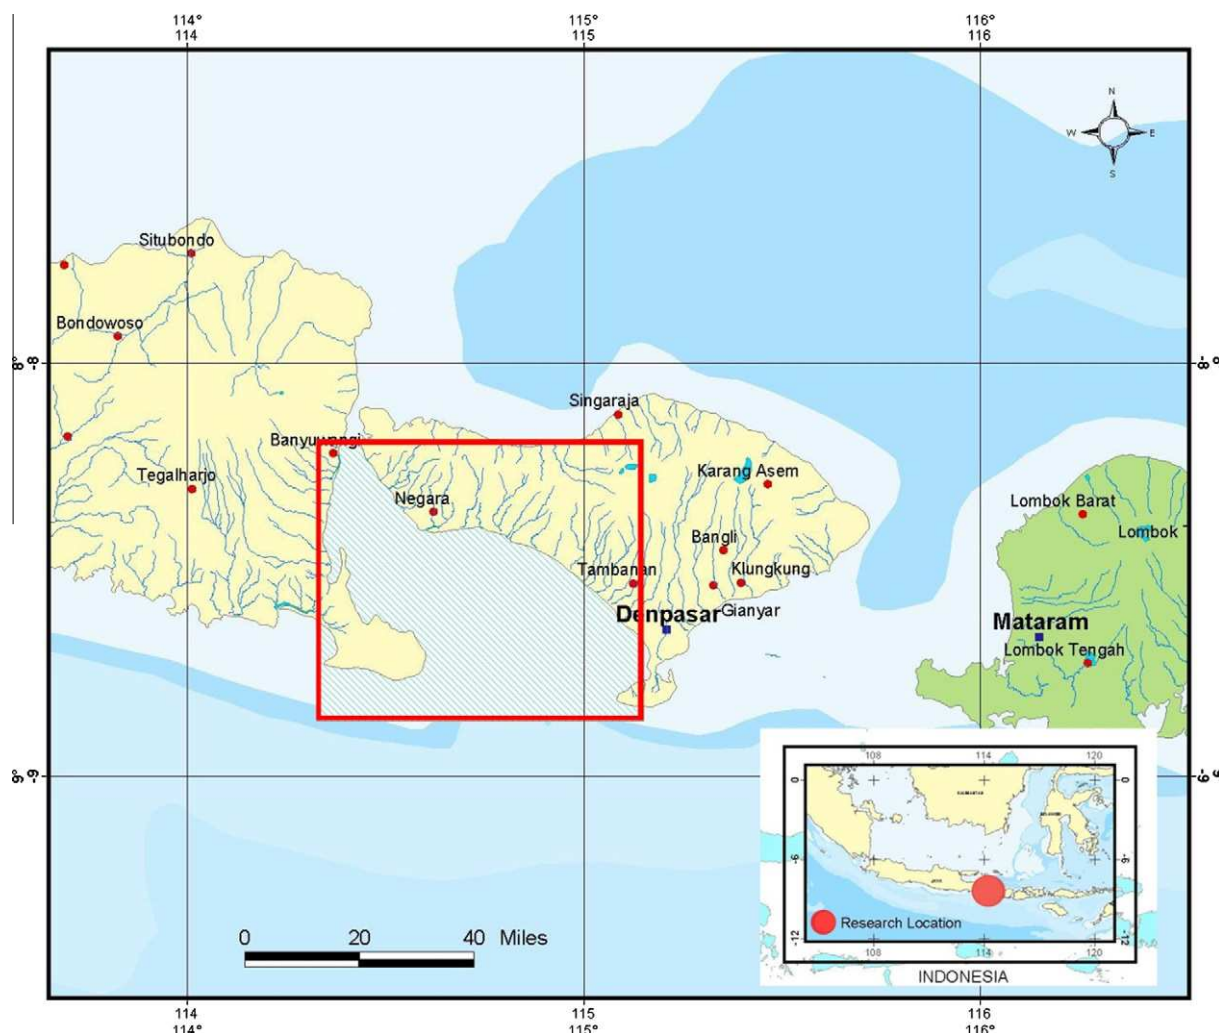 114° 115° 116°
114 115 116
N
W E
S
Situbondo
Bondowoso
8° 8- -8 8°
Singaraja
Banyuwangi
Karang Asem
Tegalharjo
Negara
Lombok Barat
Lombok
Bangli
Tambanan
Klungkung
Denpasar
Gianyar
Mataram
Lombok Tengah
108 114 120
0 0
-6 -6
-12 -12
JAVA
Research Location
108 114 120
INDONESIA
9° 9- -9 9°
0 20 40 Miles
114 115 116
114° 115° 116°